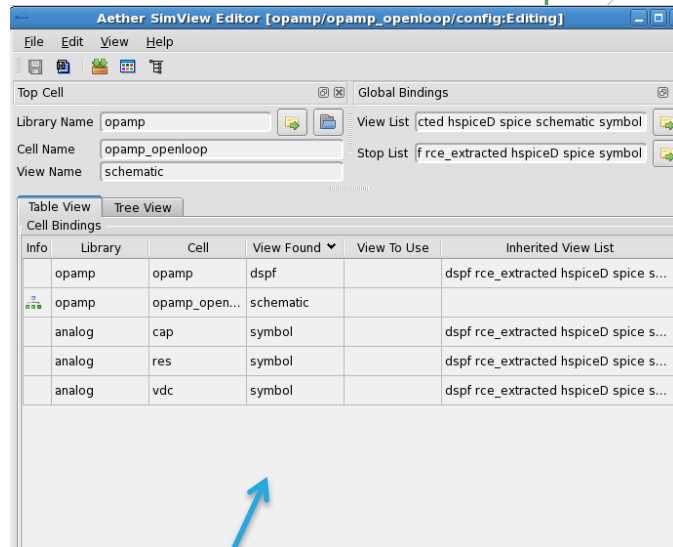 Aether SimView Editor [opamp/opamp_openloop/config:Editing]
File Edit View Help
Top Cell
Global Bindings
Library Name opamp
View List cted hspiceD spice schematic symbol
Cell Name opamp_openloop
Stop List f rce_extracted hspiceD spice symbol
View Name schematic
Table View Tree View
Cell Bindings
Info Library Cell View Found View To Use Inherited View List
opamp opamp dspf dspf rce_extracted hspiceD spice s...
opamp opamp_open... schematic
analog cap symbol dspf rce_extracted hspiceD spice s...
analog res symbol dspf rce_extracted hspiceD spice s...
analog vdc symbol dspf rce_extracted hspiceD spice s...